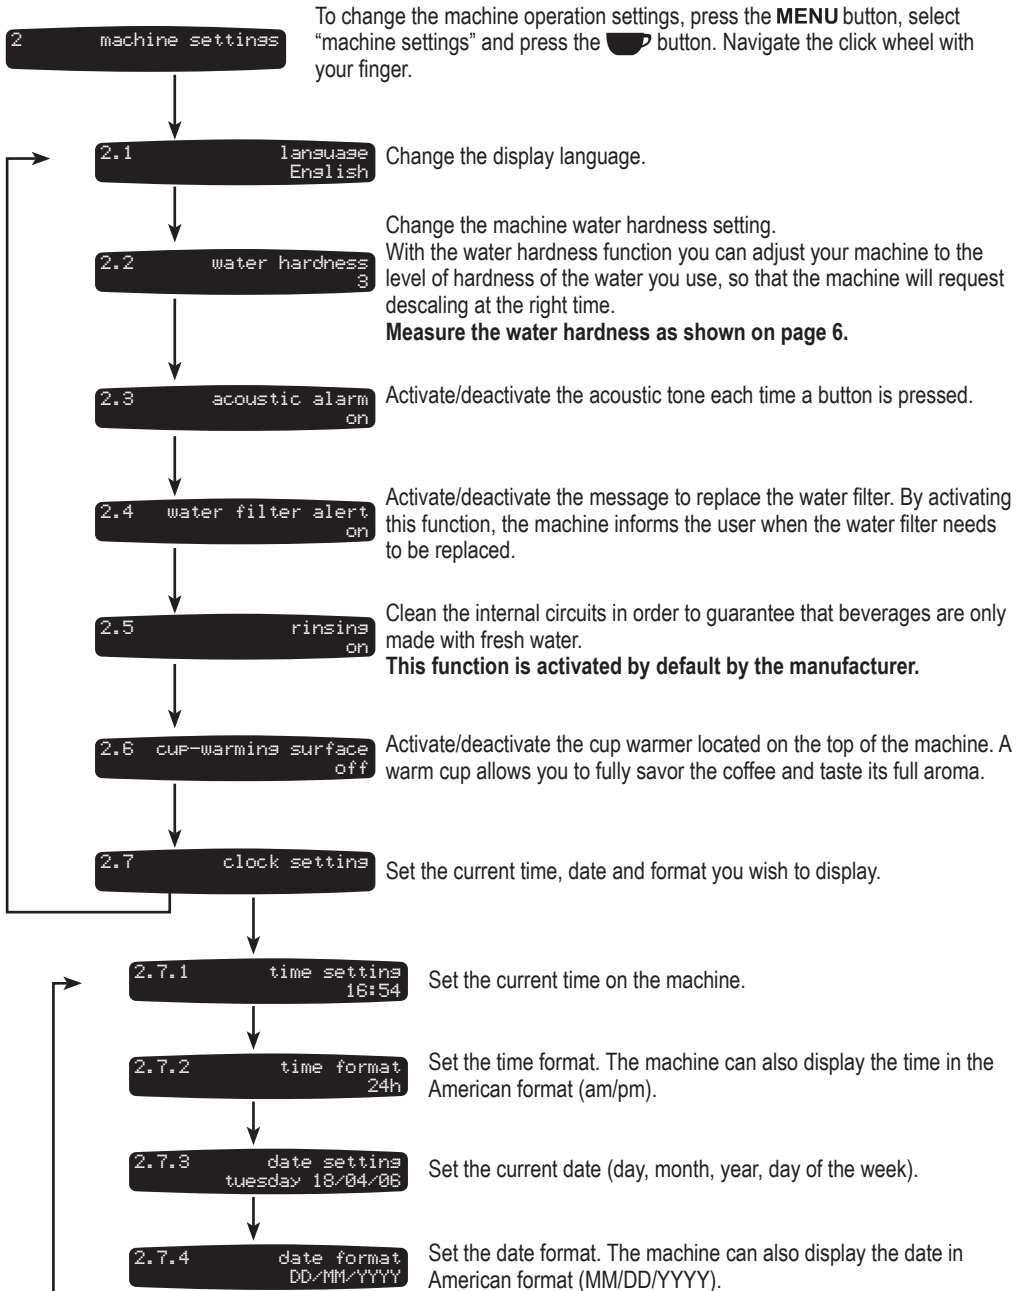 To change the machine operation settings, press the MENU button, select
2 machine settings
“machine settings” and press the button. Navigate the click wheel with
your finger.
2.1 language
English
Change the display language.
Change the machine water hardness setting.
2.2 water hardness
3
With the water hardness function you can adjust your machine to the
level of hardness of the water you use, so that the machine will request
descaling at the right time.
Measure the water hardness as shown on page 6.
2.3 acoustic alarm
on
Activate/deactivate the acoustic tone each time a button is pressed.
2.4 water filter alert
on
Activate/deactivate the message to replace the water filter. By activating
this function, the machine informs the user when the water filter needs
to be replaced.
2.5 rinsing
on
Clean the internal circuits in order to guarantee that beverages are only
made with fresh water.
This function is activated by default by the manufacturer.
2.6 cup-warming surface
off
Activate/deactivate the cup warmer located on the top of the machine. A
warm cup allows you to fully savor the coffee and taste its full aroma.
2.7 clock setting
Set the current time, date and format you wish to display.
2.7.1 time setting
16:54
Set the current time on the machine.
2.7.2 time format
24h
Set the time format. The machine can also display the time in the
American format (am/pm).
2.7.3 date setting
tuesday 18/04/06
Set the current date (day, month, year, day of the week).
2.7.4 date format
DD/MM/YYYY
Set the date format. The machine can also display the date in
American format (MM/DD/YYYY).